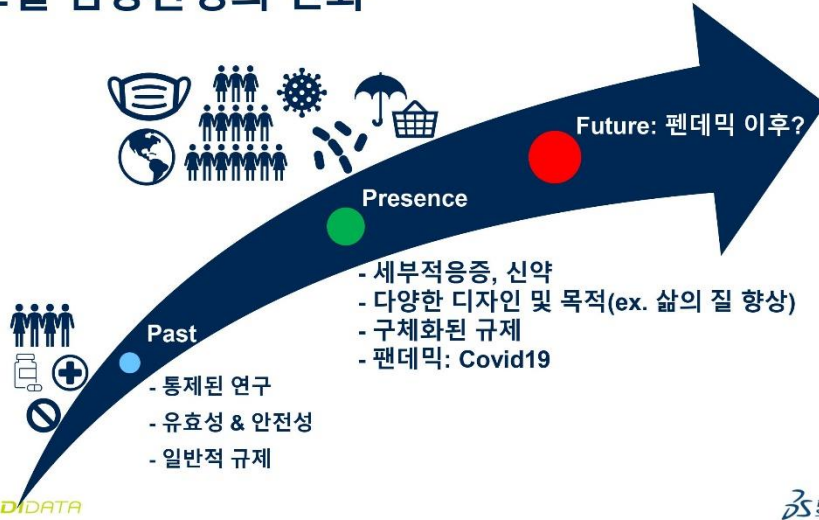 Future: 펜데믹 이후?
Presence
- 세부적응증, 신약
- 다양한 디자인 및 목적(ex. 삶의 질 향상)
- 구체화된 규제
- 팬데믹: Covid19
Past
- 통제된 연구
- 유효성 & 안전성
- 일반적 규제
DIDATA